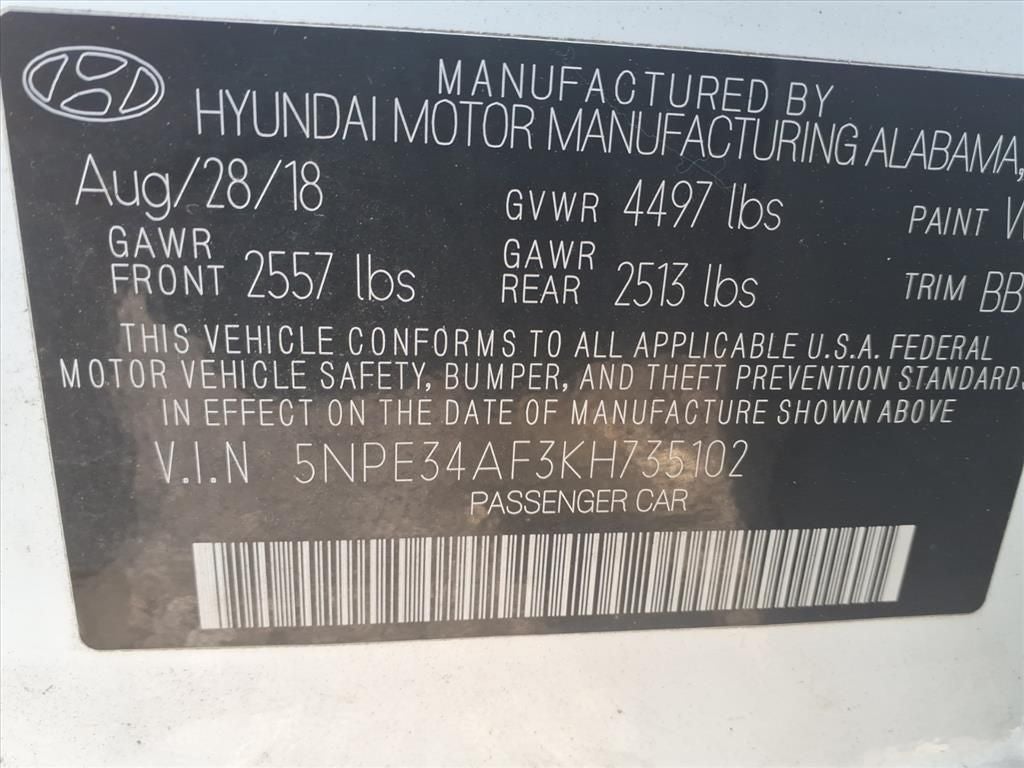 MANUFACTURED BY
HYUNDAI MOTOR MANUFACTURING ALABAMA,
Aug/28/18 GVWR 4497 lbs PAINT
GAWR FRONT 2557 lbs GAWR REAR 2513 lbs TRIM BB
THIS VEHICLE CONFORMS TO ALL APPLICABLE U.S.A. FEDERAL
MOTOR VEHICLE SAFETY, BUMPER, AND THEFT PREVENTION STANDARDS
IN EFFECT ON THE DATE OF MANUFACTURE SHOWN ABOVE
V.I.N 5NPE34AF3KH735102
PASSENGER CAR